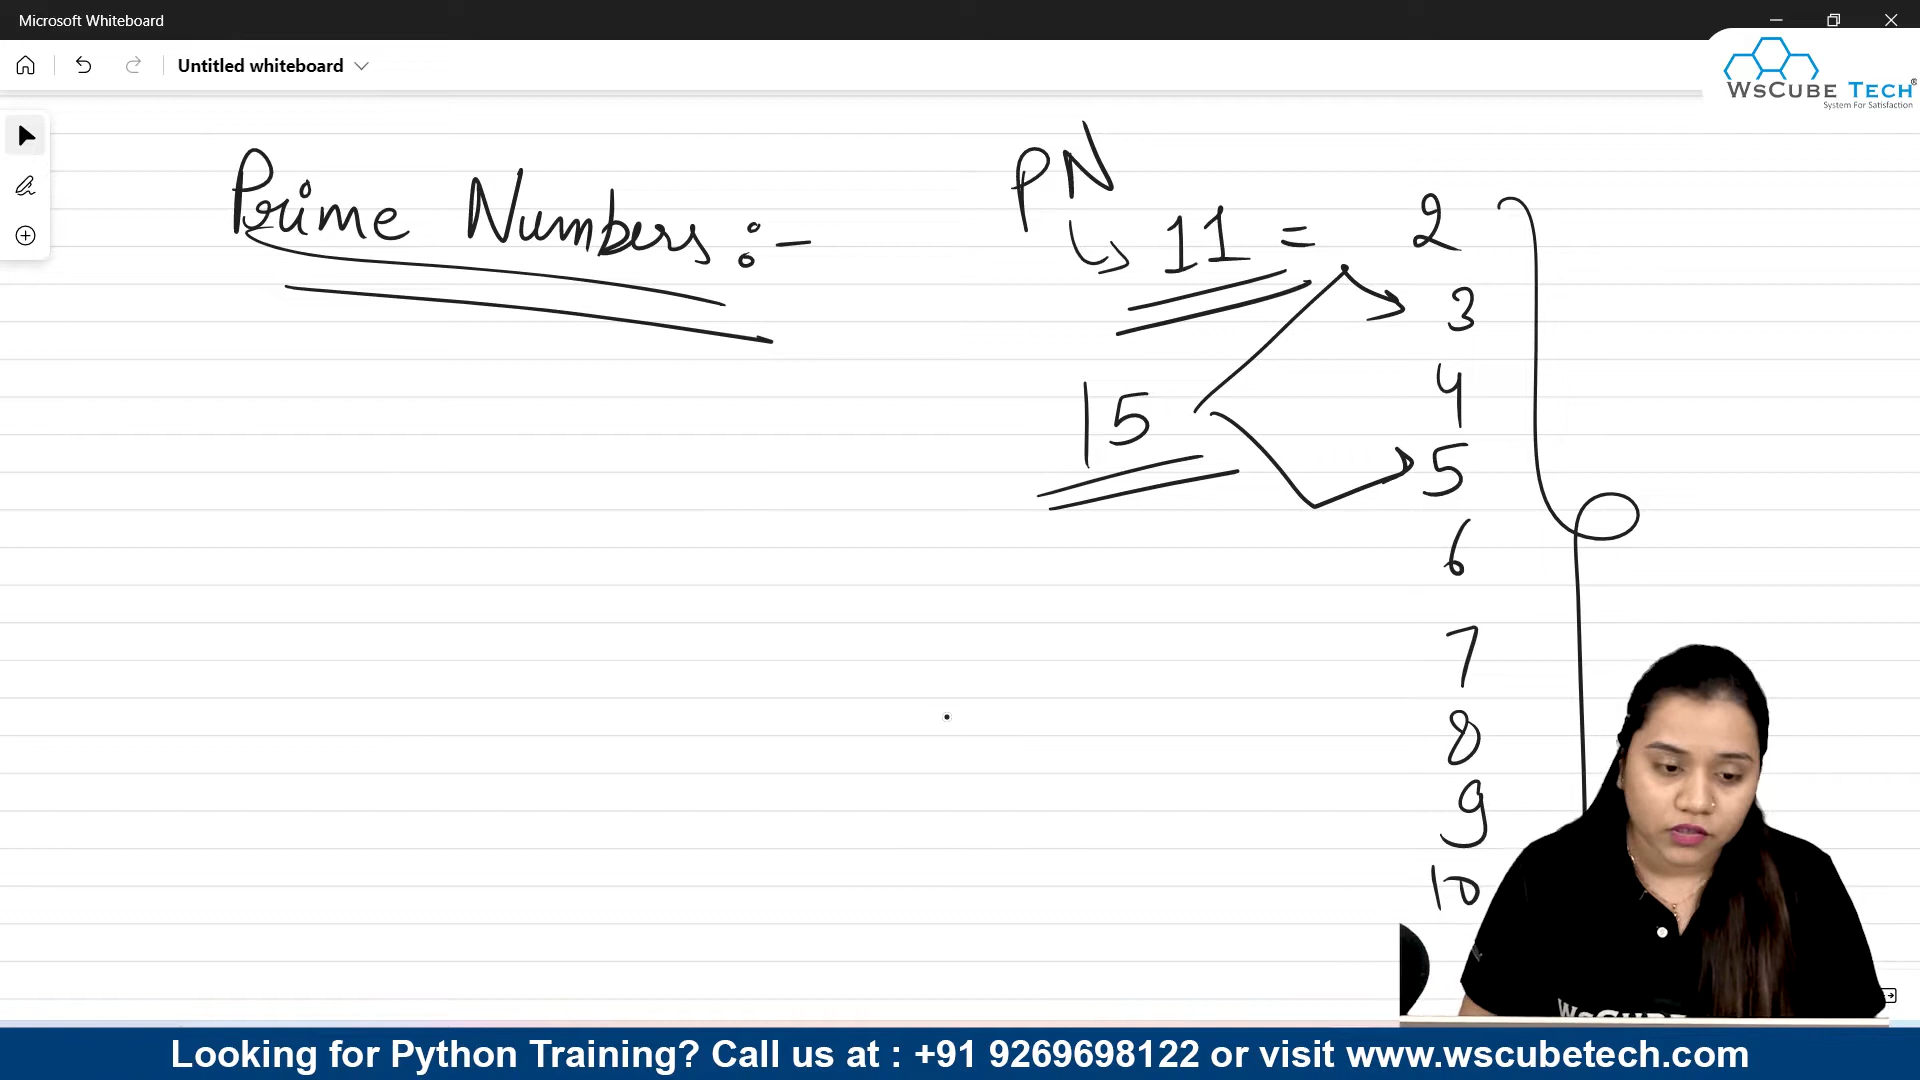 Microsoft Whiteboard
Untitled whiteboard
WsCube Tech®
System For Satisfaction
Prime Numbers :-
PN
↳ 11 = 2
3
15
4
5
6
7
8
9
10
WsCube
Looking for Python Training? Call us at : +91 9269698122 or visit www.wscubetech.com